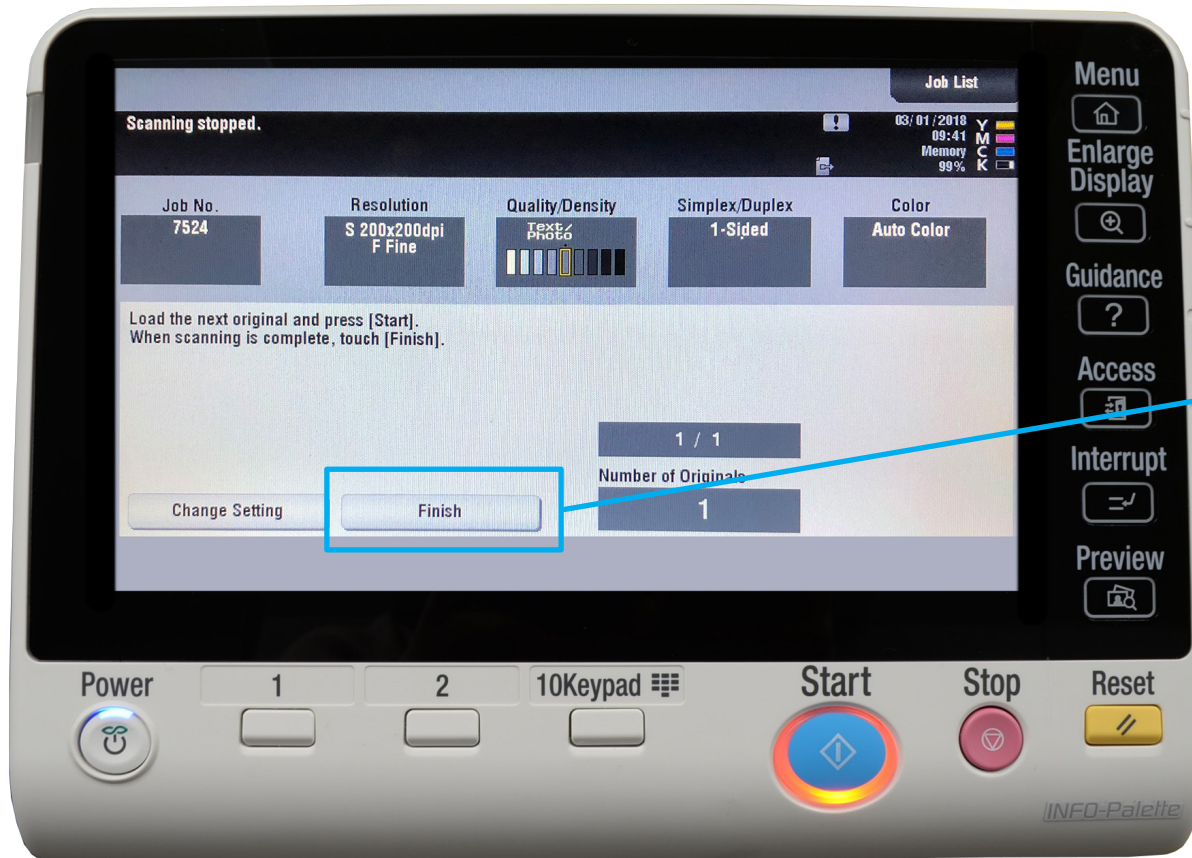 Job List
Scanning stopped.
03/01/2018
09:41
Memory
99%
Y
M
C
K
Job No.
7524
Resolution
S 200x200dpi
F Fine
Quality/Density
Text/
Photo
Simplex/Duplex
1-Sided
Color
Auto Color
Load the next original and press [Start].
When scanning is complete, touch [Finish].
1 / 1
Number of Originals
1
Change Setting
Finish
Menu
Enlarge
Display
Guidance
?
Access
Interrupt
Preview
Power
1
2
10Keypad
Start
Stop
Reset
INFO-Palette